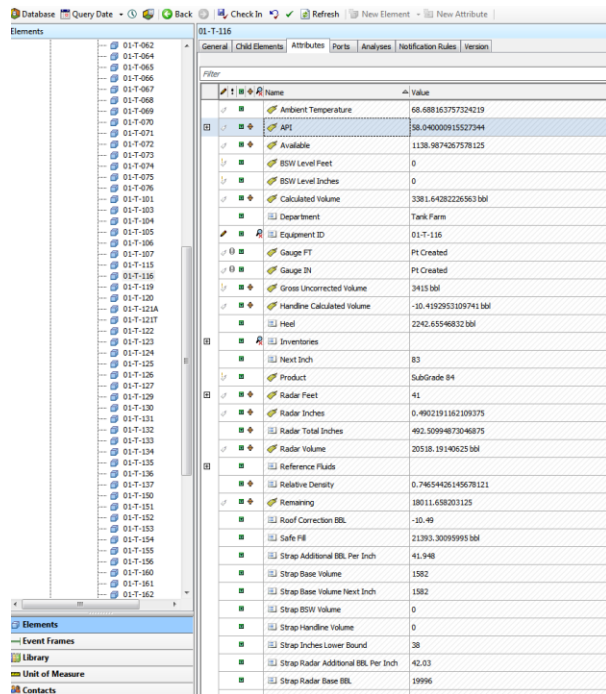 Database Query Date Back Check In Refresh New Element New Attribute
Elements
01-T-062
01-T-064
01-T-065
01-T-066
01-T-067
01-T-068
01-T-069
01-T-070
01-T-071
01-T-072
01-T-073
01-T-074
01-T-075
01-T-076
01-T-101
01-T-103
01-T-104
01-T-105
01-T-106
01-T-107
01-T-115
01-T-116
01-T-119
01-T-120
01-T-121A
01-T-121T
01-T-122
01-T-123
01-T-124
01-T-125
01-T-126
01-T-127
01-T-129
01-T-130
01-T-131
01-T-132
01-T-133
01-T-134
01-T-135
01-T-136
01-T-137
01-T-150
01-T-151
01-T-152
01-T-153
01-T-154
01-T-155
01-T-156
01-T-160
01-T-161
01-T-162
Elements
Event Frames
Library
Unit of Measure
Contacts
01-T-116
General Child Elements Attributes Ports Analyses Notification Rules Version
Filter
Name Value
Ambient Temperature 68.688163757324219
API 58.040000915527344
Available 1138.9874267578125
BSW Level Feet 0
BSW Level Inches 0
Calculated Volume 3381.64282226563 bbl
Department Tank Farm
Equipment ID 01-T-116
Gauge FT Pt Created
Gauge IN Pt Created
Gross Uncorrected Volume 3415 bbl
Handline Calculated Volume -10.4192953109741 bbl
Heel 2242.65546832 bbl
Inventories
Next Inch 83
Product SubGrade 84
Radar Feet 41
Radar Inches 0.4902191162109375
Radar Total Inches 492.50994873046875
Radar Volume 20518.19140625 bbl
Reference Fluids
Relative Density 0.74654426145678121
Remaining 18011.658203125
Roof Correction BBL -10.49
Safe Fill 21393.30095995 bbl
Strap Additional BBL Per Inch 41.948
Strap Base Volume 1582
Strap Base Volume Next Inch 1582
Strap BSW Volume 0
Strap Handline Volume 0
Strap Inches Lower Bound 38
Strap Radar Additional BBL Per Inch 42.03
Strap Radar Base BBL 19996